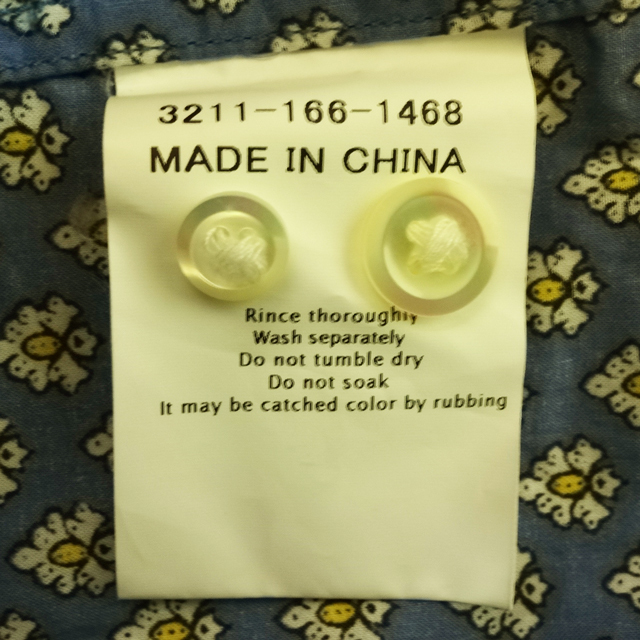 3211-166-1468
MADE IN CHINA
Rince thoroughly
Wash separately
Do not tumble dry
Do not soak
It may be catched color by rubbing